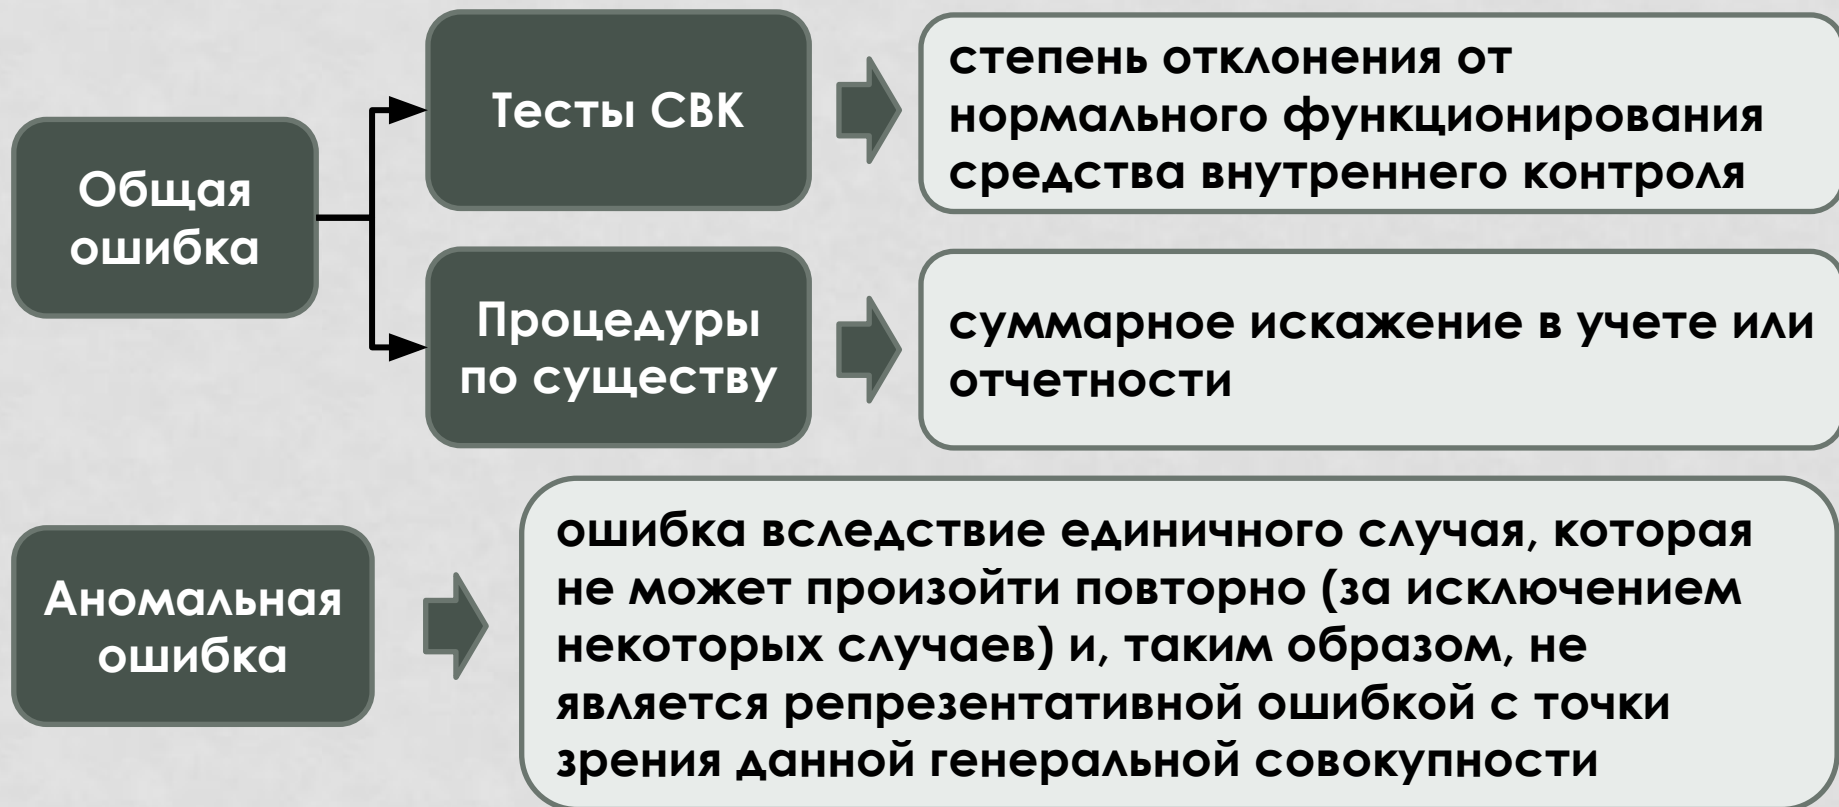 Общая
ошибка
Тесты СВК
степень отклонения от
нормального функционирования
средства внутреннего контроля
Процедуры
по существу
суммарное искажение в учете или
отчетности
Аномальная
ошибка
ошибка вследствие единичного случая, которая
не может произойти повторно (за исключением
некоторых случаев) и, таким образом, не
является репрезентативной ошибкой с точки
зрения данной генеральной совокупности